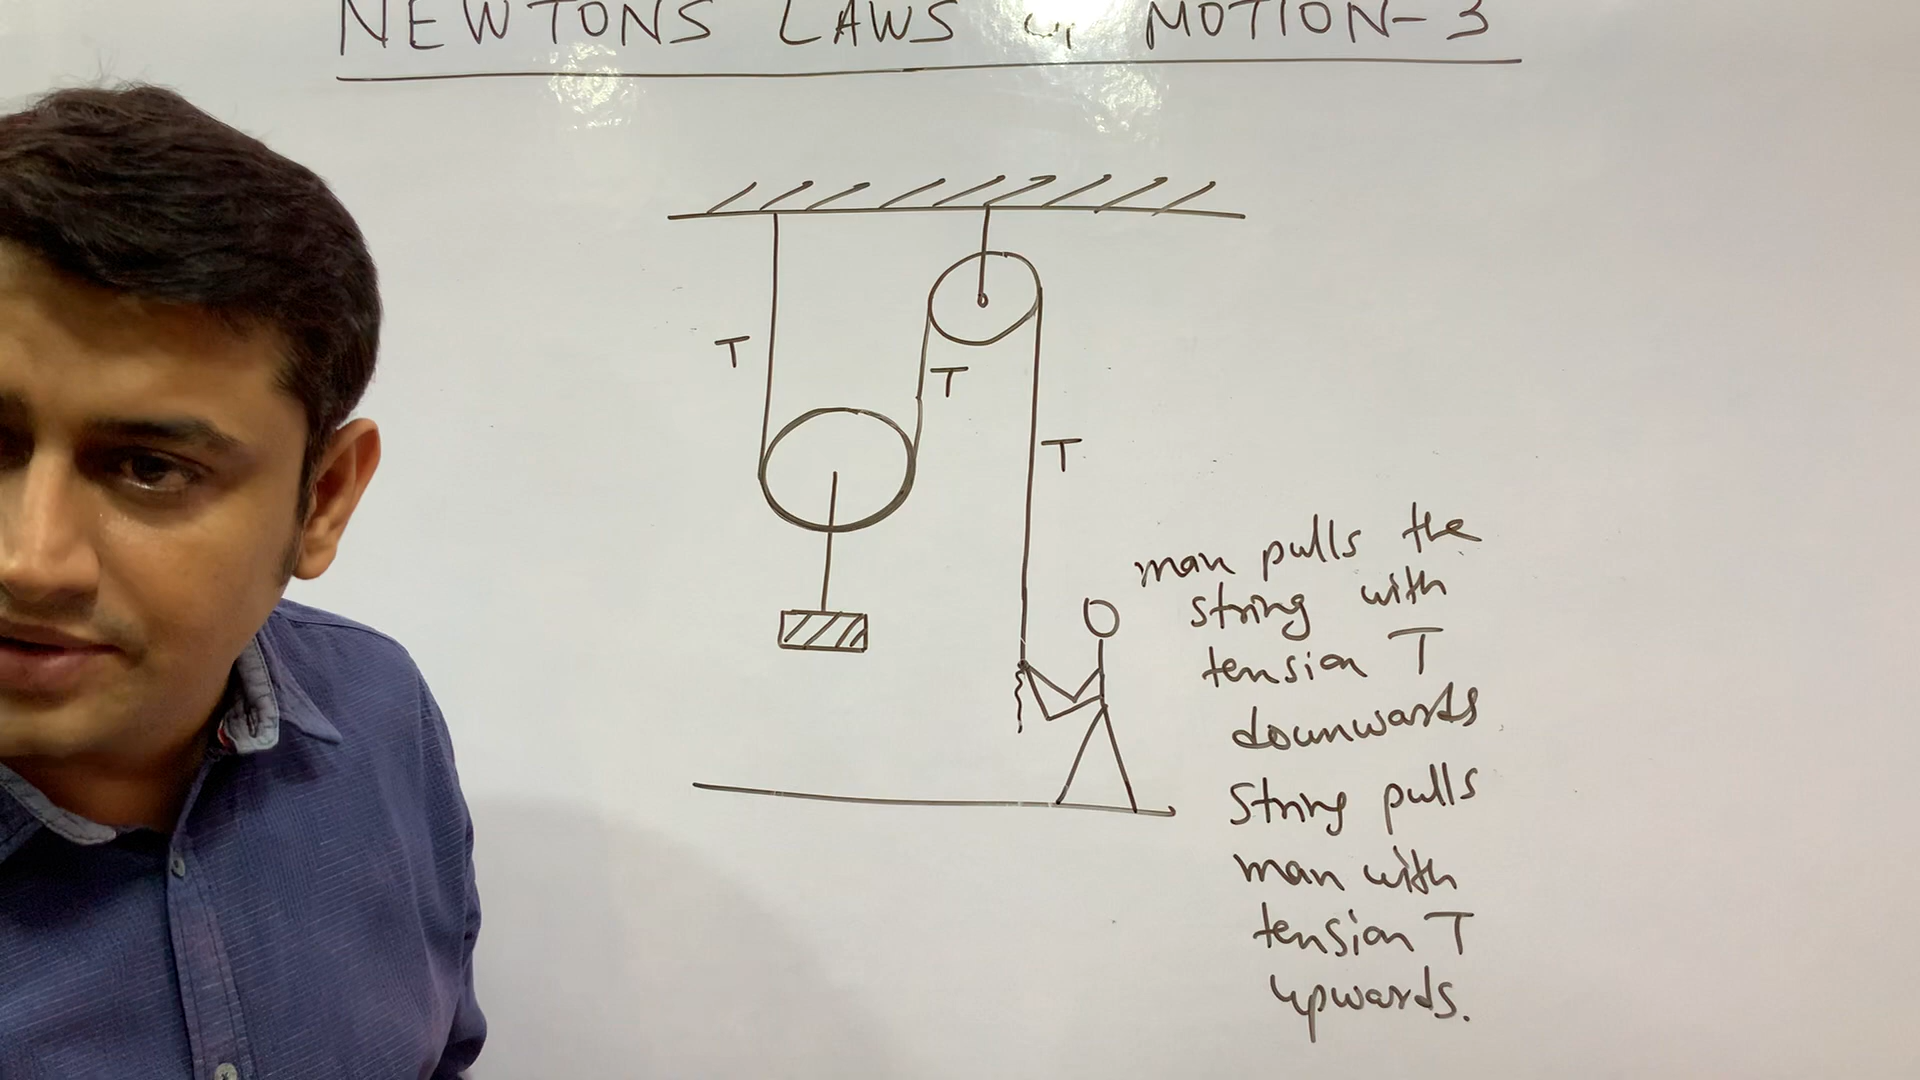 NEWTONS LAWS MOTION-3
T
T
T
man pulls the
string with
tension T
downwards
String pulls
man with
tension T
upwards.